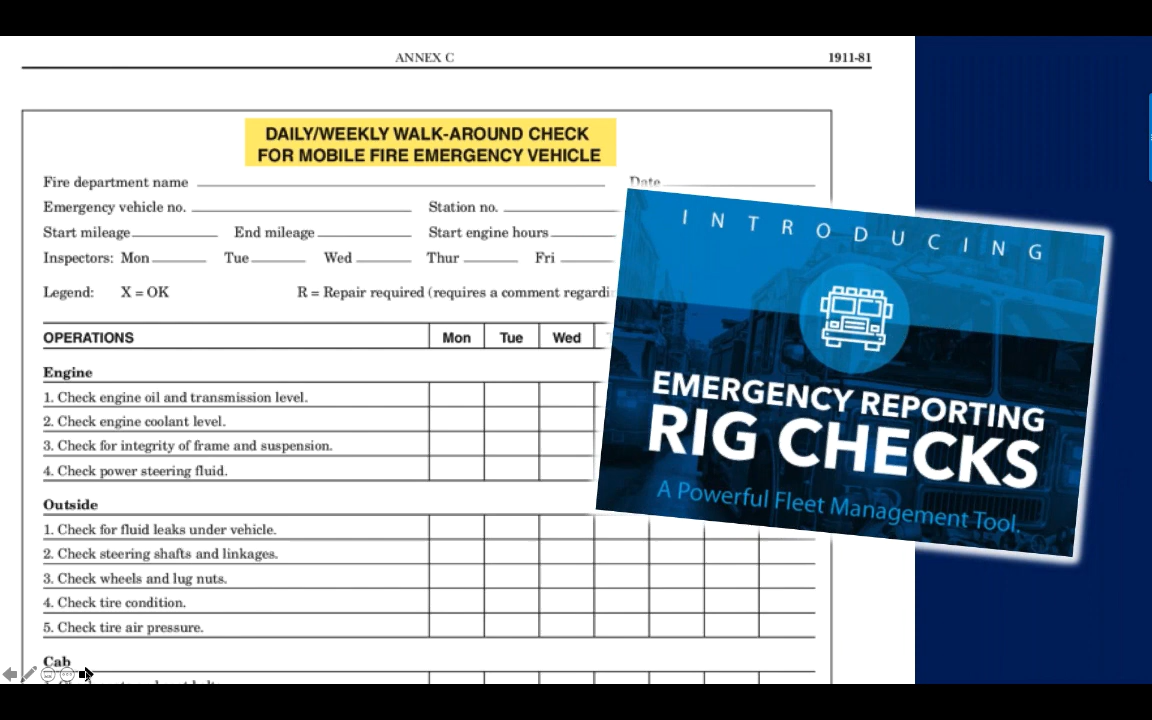 ANNEX C 1911-81
DAILY/WEEKLY WALK-AROUND CHECK
FOR MOBILE FIRE EMERGENCY VEHICLE
Fire department name Date
Emergency vehicle no. Station no.
Start mileage End mileage Start engine hours
Inspectors: Mon Tue Wed Thur Fri
Legend: X = OK R = Repair required (requires a comment
OPERATIONS Mon Tue Wed
Engine
1. Check engine oil and transmission level.
2. Check engine coolant level.
3. Check for integrity of frame and suspension.
4. Check power steering fluid.
Outside
1. Check for fluid leaks under vehicle.
2. Check steering shafts and linkages.
3. Check wheels and lug nuts.
4. Check tire condition.
5. Check tire air pressure.
Cab
INTRODUCING
EMERGENCY REPORTING
RIG CHECKS
A Powerful Fleet Management Tool.